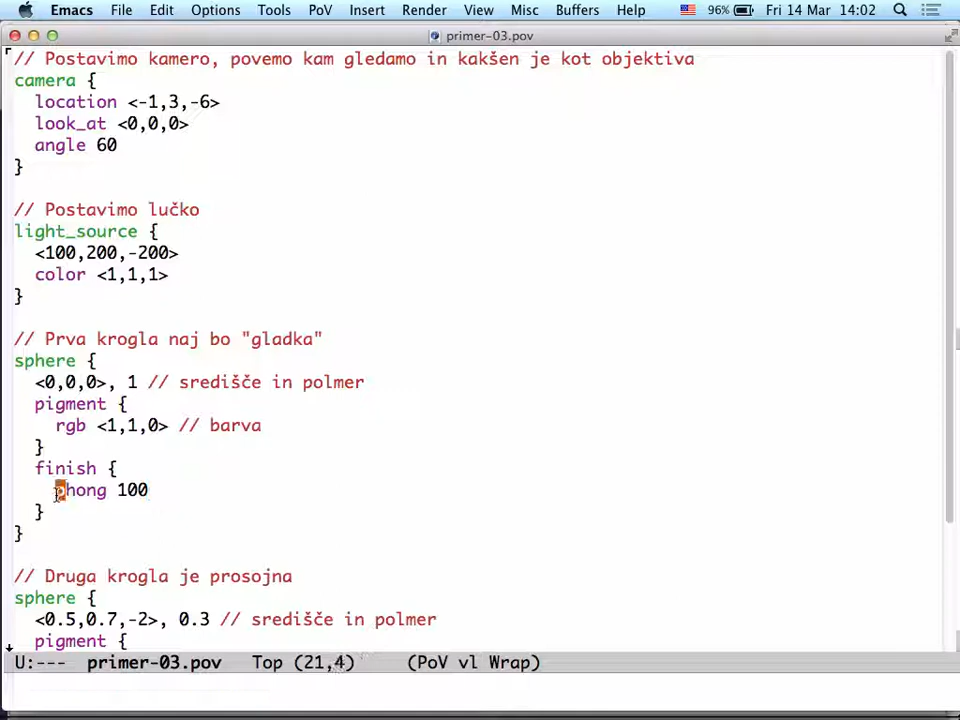 Emacs File Edit Options Tools PoV Insert Render View Misc Buffers Help 96% Fri 14 Mar 14:02
primer-03.pov
// Postavimo kamero, povemo kam gledamo in kakšen je kot objektiva
camera {
location <-1,3,-6>
look_at <0,0,0>
angle 60
}
// Postavimo lučko
light_source {
<100,200,-200>
color <1,1,1>
}
// Prva krogla naj bo "gladka"
sphere {
<0,0,0>, 1 // središče in polmer
pigment {
rgb <1,1,0> // barva
}
finish {
phong 100
}
}
// Druga krogla je prosojna
sphere {
<0.5,0.7,-2>, 0.3 // središče in polmer
pigment {
U:--- primer-03.pov Top (21,4) (PoV vl Wrap)